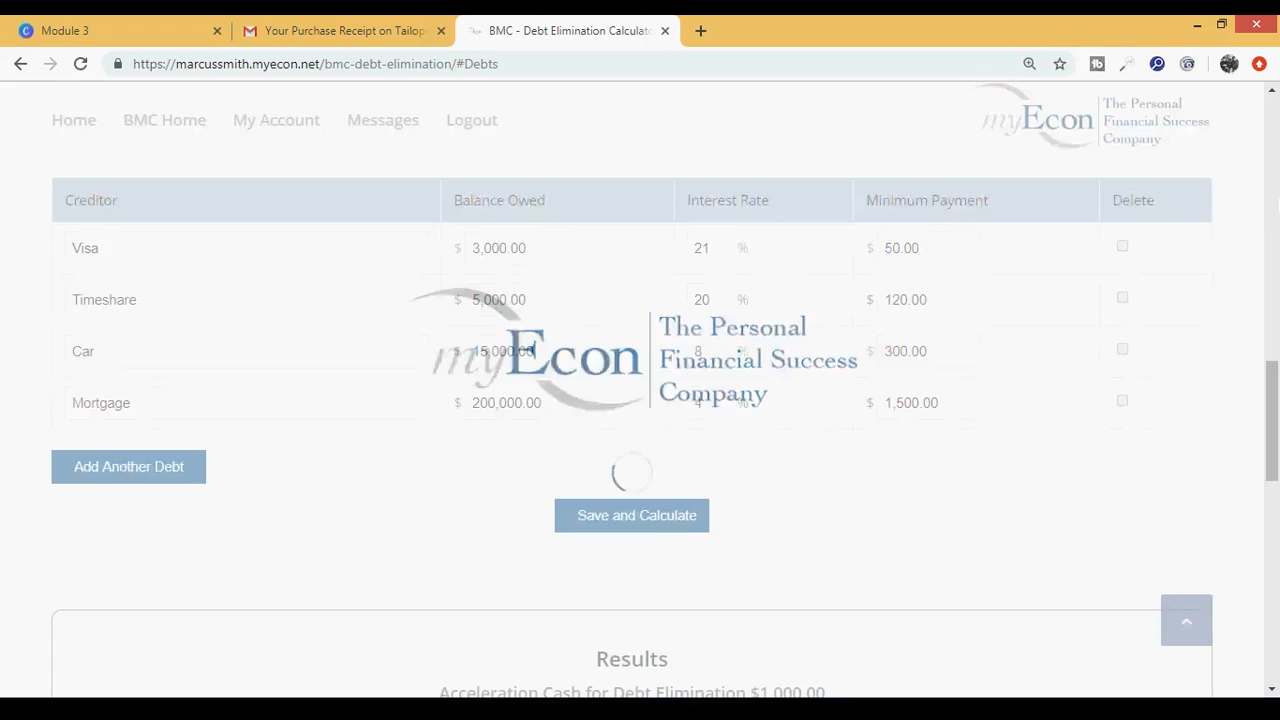 Module 3
Your Purchase Receipt on Tailop
BMC - Debt Elimination Calculato
https://marcussmith.myecon.net/bmc-debt-elimination/#Debts
Home BMC Home My Account Messages Logout
myEcon The Personal Financial Success Company
Creditor Balance Owed Interest Rate Minimum Payment Delete
Visa $ 3,000.00 21 % $ 50.00
Timeshare $ 5,000.00 20 % $ 120.00
Car $ 15,000.00 8 $ 300.00
Mortgage $ 200,000.00 4 % $ 1,500.00
myEcon The Personal
Financial Success
Company
Add Another Debt
Save and Calculate
Results
Acceleration Cash for Debt Elimination $1,000.00